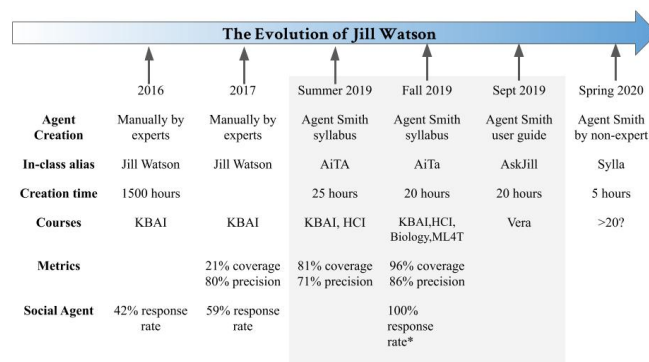 The Evolution of Jill Watson
2016 2017 Summer 2019 Fall 2019 Sept 2019 Spring 2020
Agent Creation Manually by experts Manually by experts Agent Smith syllabus Agent Smith syllabus Agent Smith user guide Agent Smith by non-expert
In-class alias Jill Watson Jill Watson AiTA AiTa AskJill Sylla
Creation time 1500 hours 25 hours 20 hours 20 hours 5 hours
Courses KBAI KBAI KBAI, HCI KBAI,HCI, Biology,ML4T Vera >20?
Metrics 21% coverage 80% precision 81% coverage 71% precision 96% coverage 86% precision
Social Agent 42% response rate 59% response rate 100% response rate*